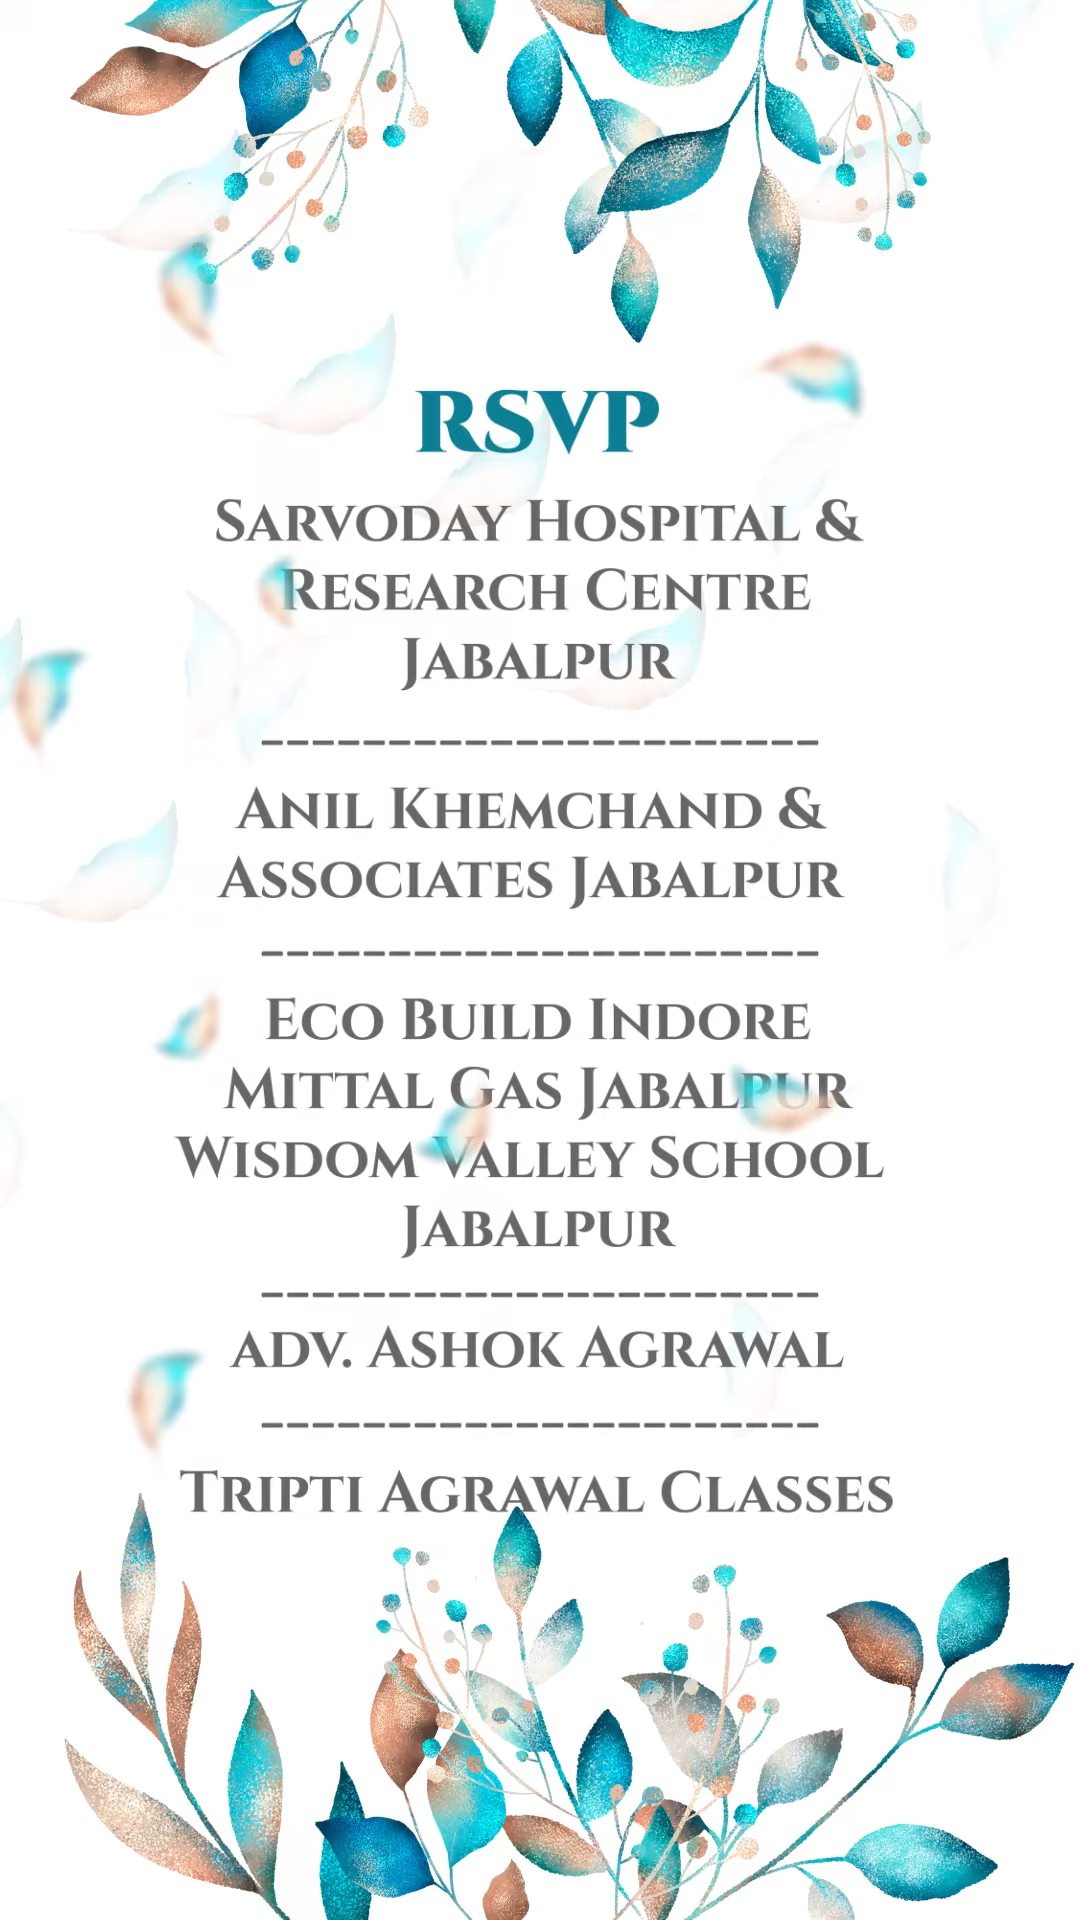 RSVP
Sarvoday Hospital &
Research Centre
Jabalpur
----------------------
Anil Khemchand &
Associates Jabalpur
----------------------
Eco Build Indore
Mittal Gas Jabalpur
Wisdom Valley School
Jabalpur
----------------------
adv. Ashok Agrawal
----------------------
Tripti Agrawal Classes